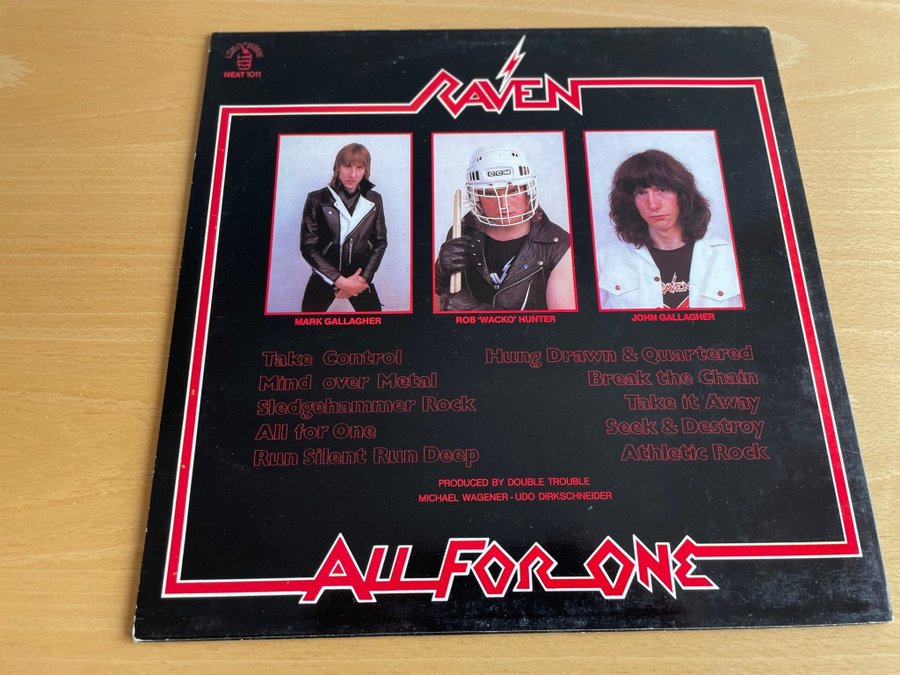 NEAT 1011
RAVEN
CCM
RAVEN
MARK GALLAGHER
ROB 'WACKO' HUNTER
JOHN GALLAGHER
Take Control
Mind over Metal
Sledgehammer Rock
All for One
Run Silent Run Deep
Hung Drawn & Quartered
Break the Chain
Take it Away
Seek & Destroy
Athletic Rock
PRODUCED BY DOUBLE TROUBLE
MICHAEL WAGENER - UDO DIRKSCHNEIDER
ALL FOR ONE